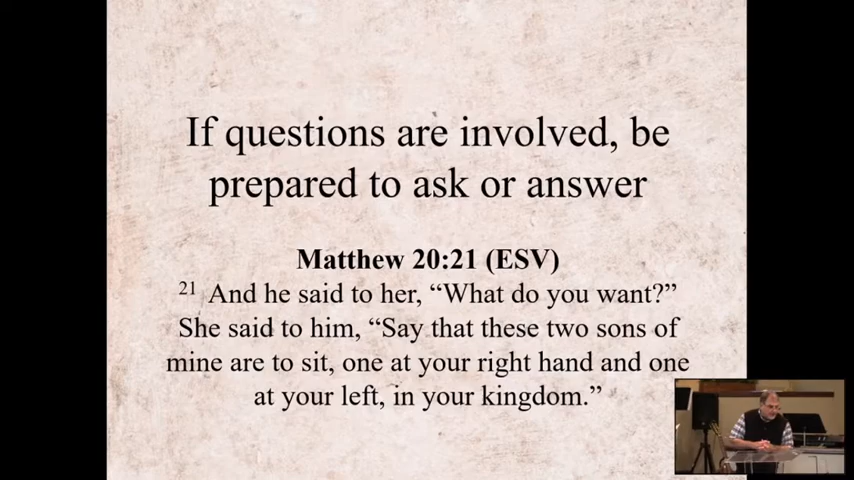 If questions are involved, be
prepared to ask or answer
Matthew 20:21 (ESV)
21 And he said to her, “What do you want?”
She said to him, “Say that these two sons of
mine are to sit, one at your right hand and one
at your left, in your kingdom.”